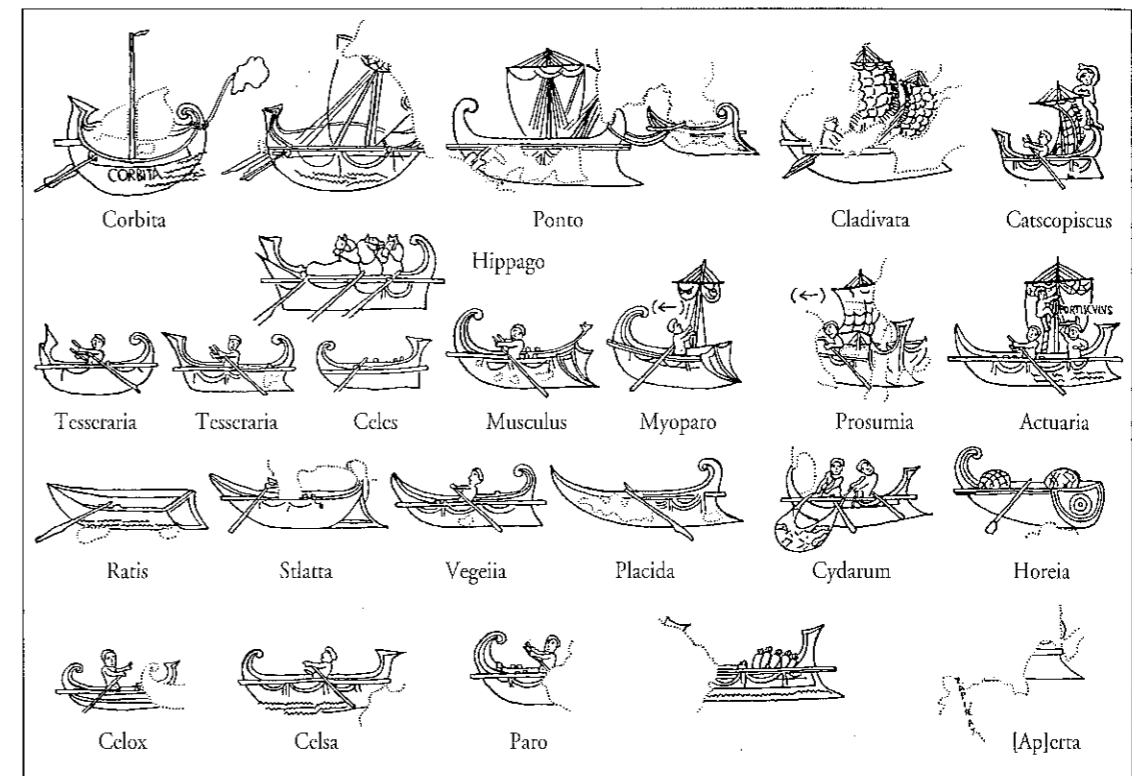 CORBITA
Corbita
Ponto
Cladivata
Catscopiscus
Hippago
PORTISCVLVS
Tesseraria
Tesseraria
Celes
Musculus
Myoparo
Prosumia
Actuaria
Ratis
Stlatta
Vegeiia
Placida
Cydarum
Horeia
Celox
Celsa
Paro
[Ap]erta